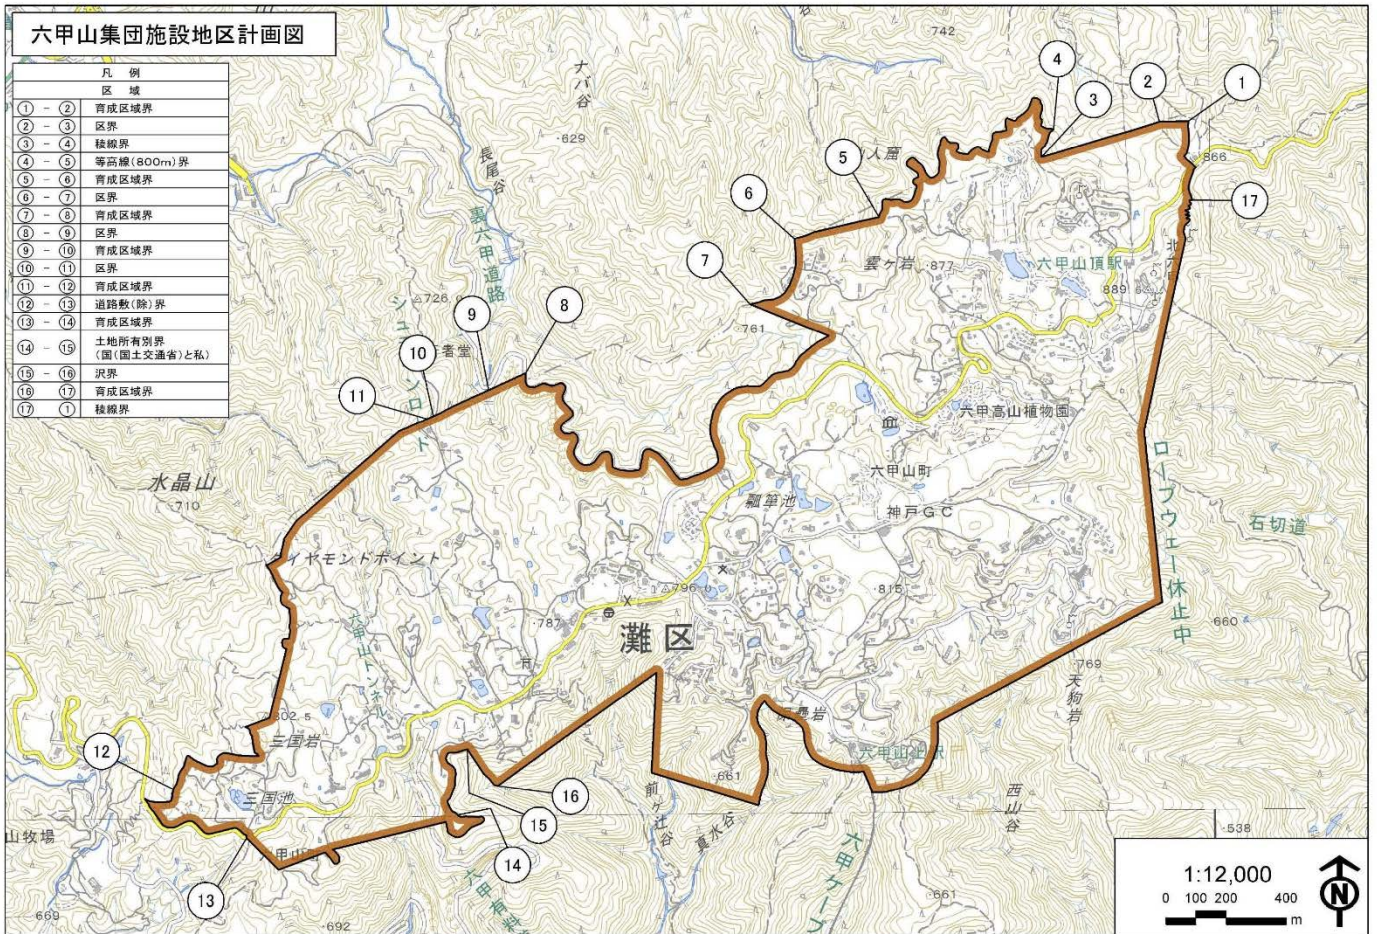 六甲山集団施設地区計画図
凡 例
区 域
① - ② 育成区域界
② - ③ 区界
③ - ④ 稜線界
④ - ⑤ 等高線(800m)界
⑤ - ⑥ 育成区域界
⑥ - ⑦ 区界
⑦ - ⑧ 育成区域界
⑧ - ⑨ 区界
⑨ - ⑩ 育成区域界
⑩ - ⑪ 区界
⑪ - ⑫ 育成区域界
⑫ - ⑬ 道路敷(除)界
⑬ - ⑭ 育成区域界
⑭ - ⑮ 土地所有別界
(国(国土交通省)と私)
⑮ - ⑯ 沢界
⑯ ⑰ 育成区域界
⑰ ① 稜線界
742
大バ谷
629
長尾谷
裏六甲道路
4
3
2
1
866
17
人窟
5
6
7
雲ヶ岩
877
六甲山頂駅
889
726.0
シュ
者堂
ロ
ド
761
8
9
10
11
水晶山
710
六甲高山植物園
六甲山町
神戸GC
瓢箪池
ロープウェー休止中
石切道
ダイヤモンドポイント
六甲山トンネル
796.0
787
815
灘区
660
769
天狗岩
802.5
三国岩
三国池
12
六甲山上駅
661
16
15
14
13
前ヶ辻谷
真水谷
西山谷
538
山牧場
669
692
661
六甲有料
六甲ケーブ
1:12,000
0 100 200 400
m
N